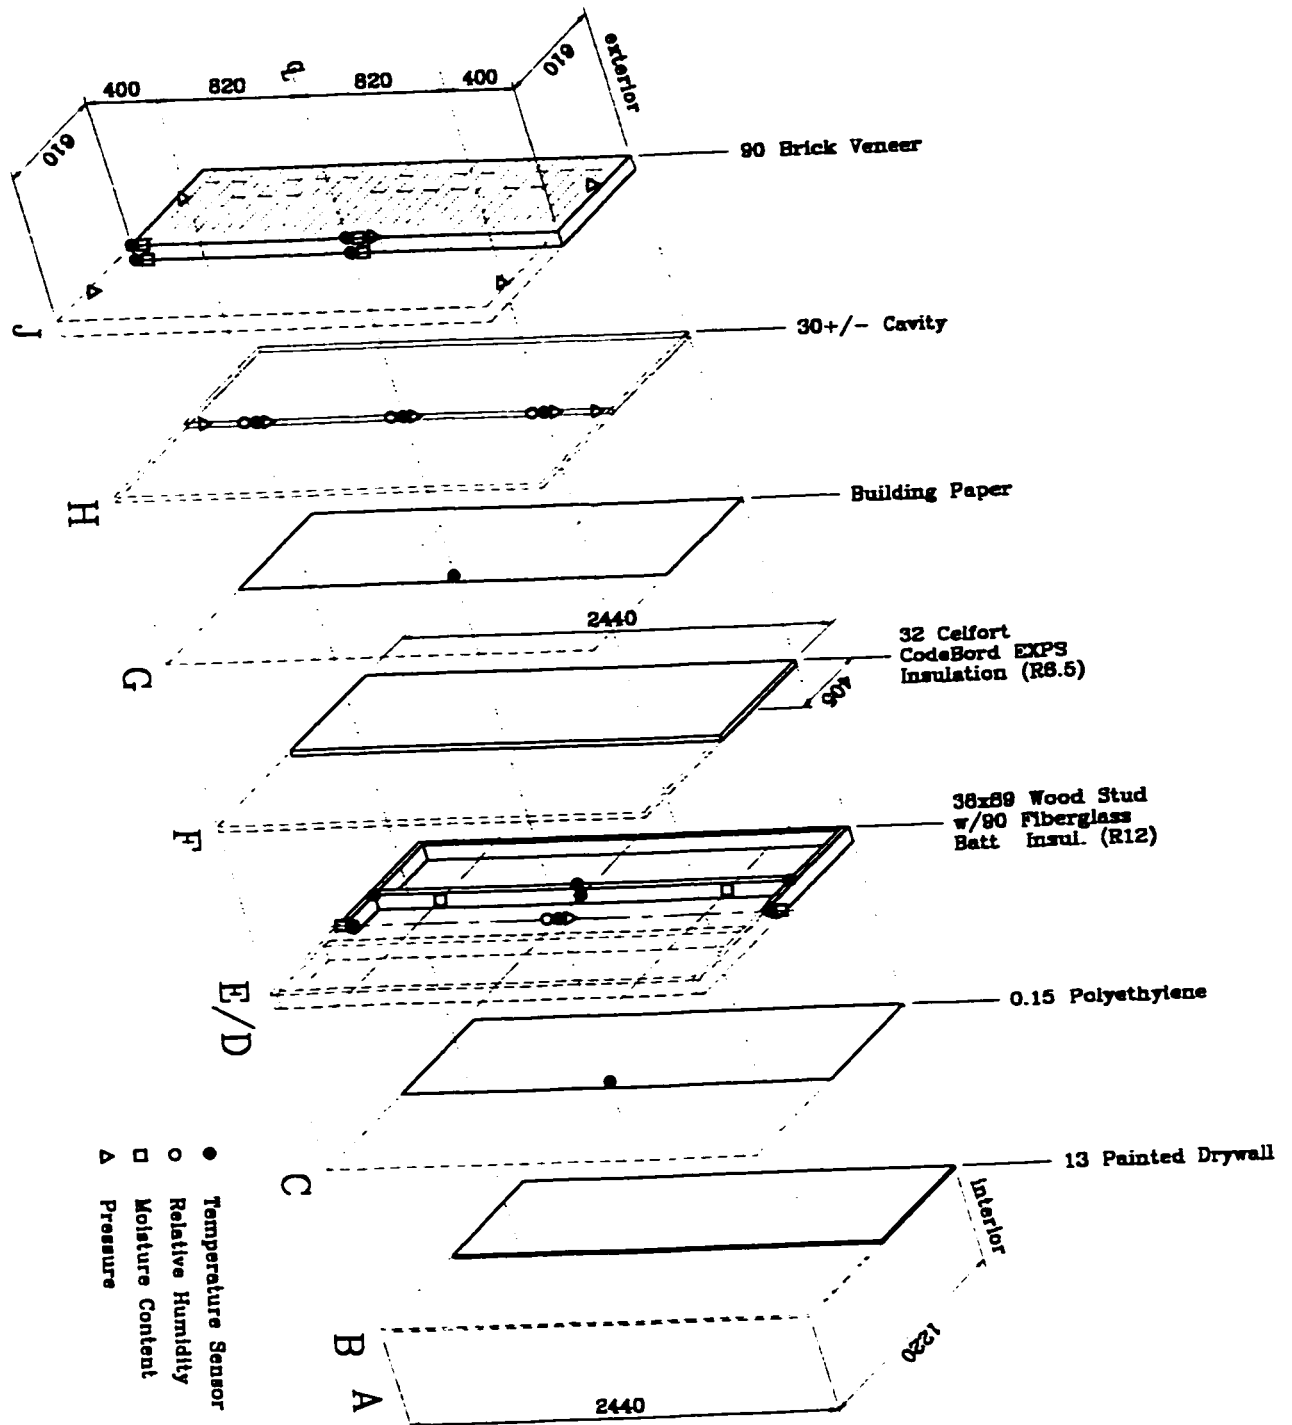 exterior
610
400
820
CL
820
400
610
90 Brick Veneer
J
30+/- Cavity
H
Building Paper
G
2440
32 Celfort
CodeBord EXPS
Insulation (R6.5)
405
F
38x89 Wood Stud
w/90 Fiberglass
Batt Insul. (R12)
E/D
0.15 Polyethylene
C
13 Painted Drywall
interior
1220
2440
B
A
Temperature Sensor
Relative Humidity
Moisture Content
Pressure